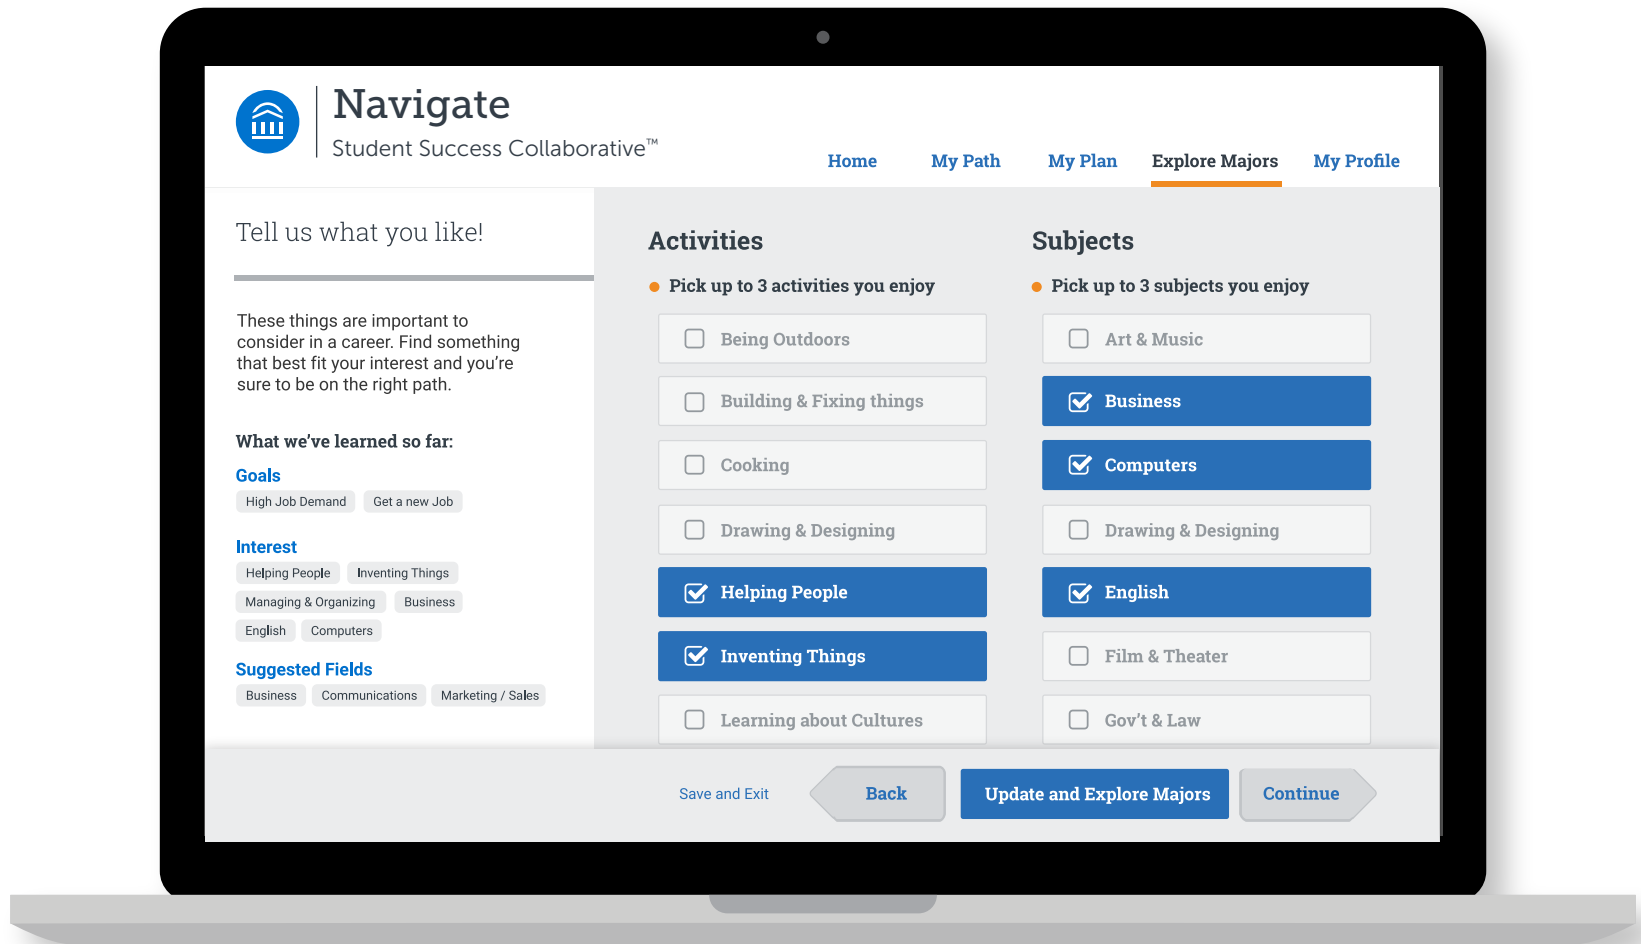 Navigate
Student Success Collaborative™
Home My Path My Plan Explore Majors My Profile
Tell us what you like!
These things are important to
consider in a career. Find something
that best fit your interest and you’re
sure to be on the right path.
What we’ve learned so far:
Goals
High Job Demand Get a new Job
Interest
Helping People Inventing Things
Managing & Organizing Business
English Computers
Suggested Fields
Business Communications Marketing / Sales
Activities
Pick up to 3 activities you enjoy
Being Outdoors
Building & Fixing things
Cooking
Drawing & Designing
Helping People
Inventing Things
Learning about Cultures
Subjects
Pick up to 3 subjects you enjoy
Art & Music
Business
Computers
Drawing & Designing
English
Film & Theater
Gov’t & Law
Save and Exit Back Update and Explore Majors Continue